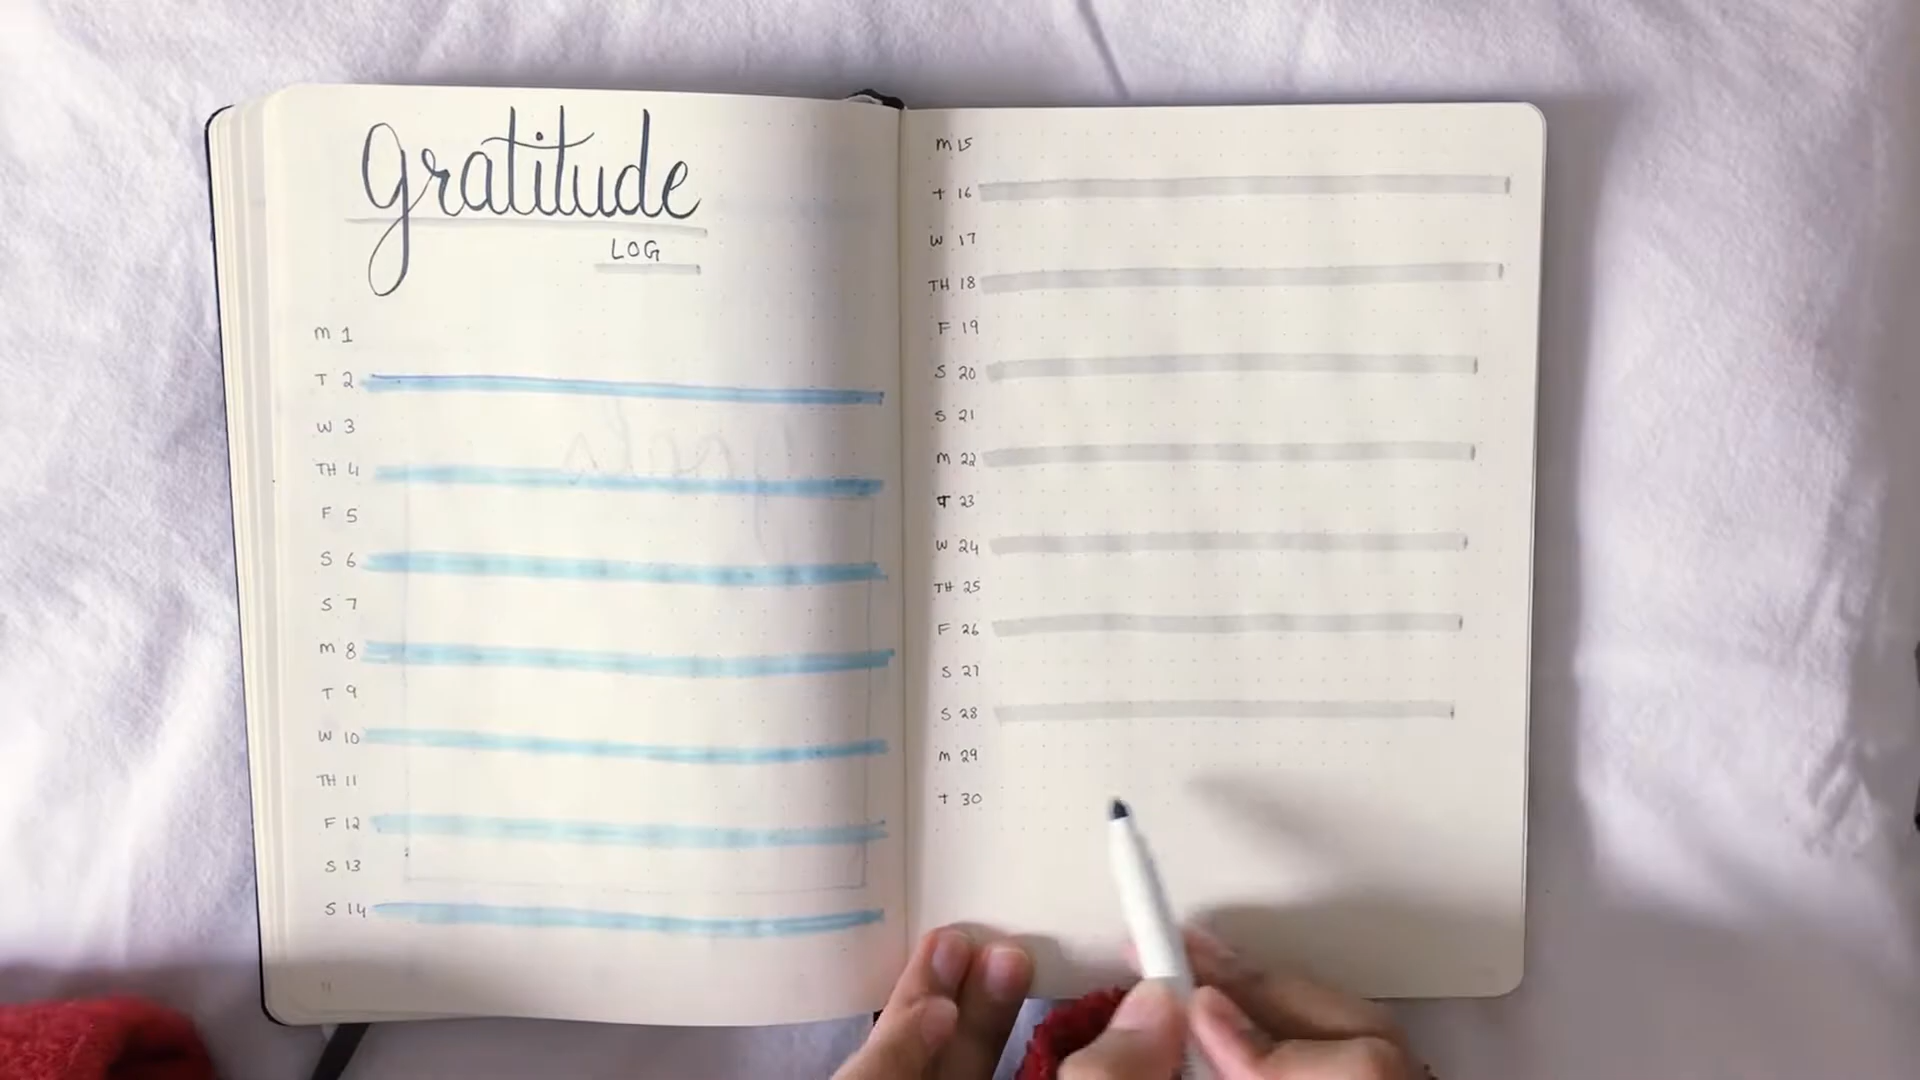 gratitude
LOG
M 1
T 2
W 3
TH 4
F 5
S 6
S 7
M 8
T 9
W 10
TH 11
F 12
S 13
S 14
M 15
T 16
W 17
TH 18
F 19
S 20
S 21
M 22
T 23
W 24
TH 25
F 26
S 27
S 28
M 29
T 30